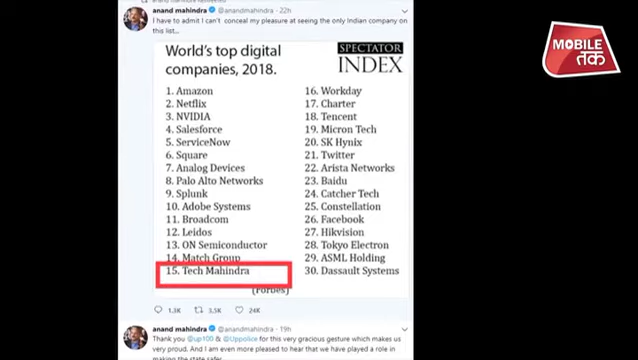 anand mahindra @anandmahindra · 22h
I have to admit I can't conceal my pleasure at seeing the only Indian company on
this list...
World's top digital
companies, 2018.
SPECTATOR
INDEX
1. Amazon
2. Netflix
3. NVIDIA
4. Salesforce
5. ServiceNow
6. Square
7. Analog Devices
8. Palo Alto Networks
9. Splunk
10. Adobe Systems
11. Broadcom
12. Leidos
13. ON Semiconductor
14. Match Group
15. Tech Mahindra
16. Workday
17. Charter
18. Tencent
19. Micron Tech
20. SK Hynix
21. Twitter
22. Arista Networks
23. Baidu
24. Catcher Tech
25. Constellation
26. Facebook
27. Hikvision
28. Tokyo Electron
29. ASML Holding
30. Dassault Systems
(Forbes)
1.3K 3.5K 24K
anand mahindra @anandmahindra · 19h
Thank you @up100 & @Uppolice for this very gracious gesture which makes us
very proud. And I am even more pleased to hear that we have played a role in
making the state safer
MOBILE
तक